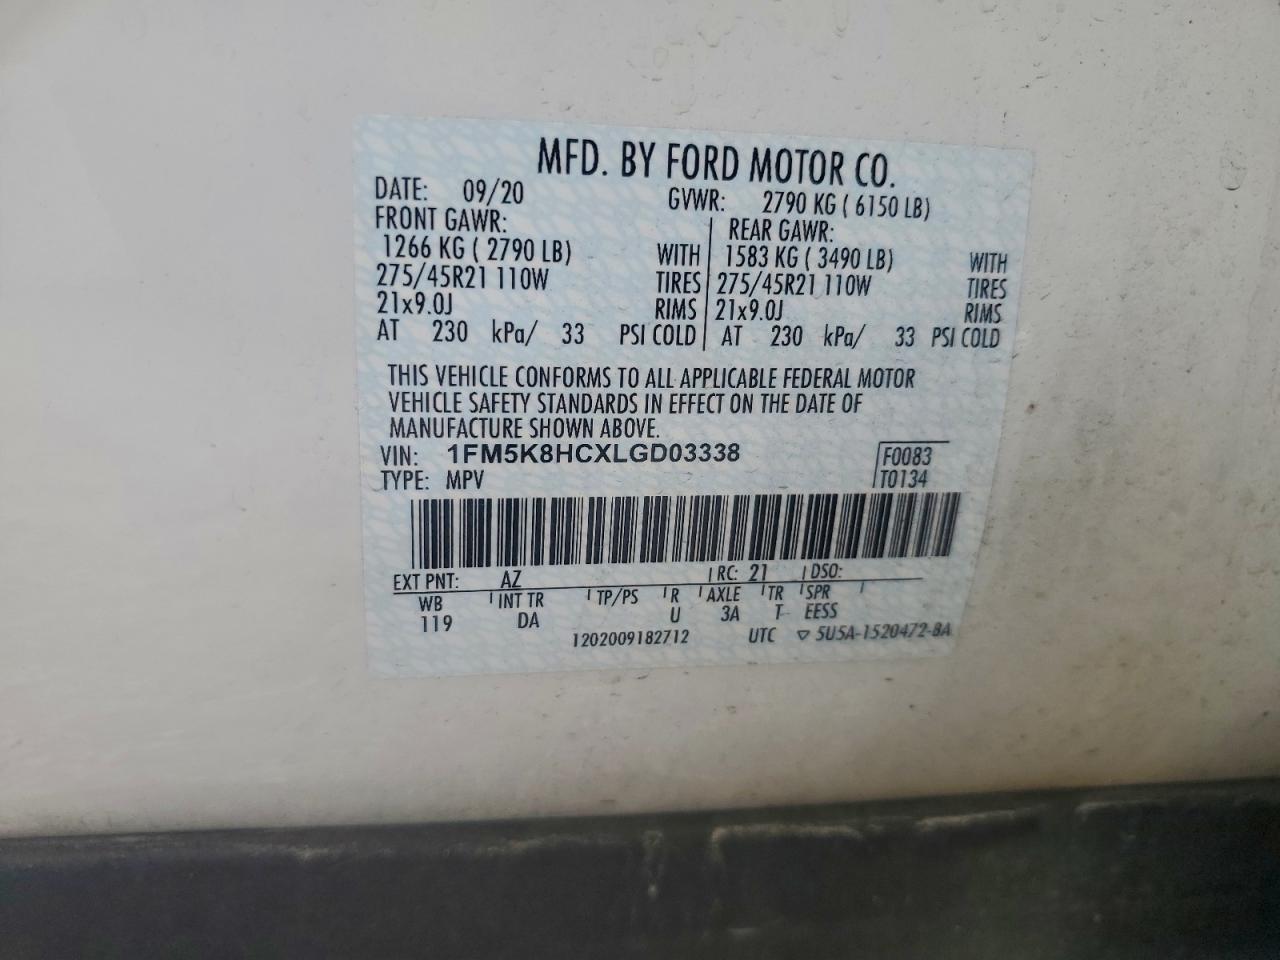 MFD. BY FORD MOTOR CO.
DATE: 09/20 GVWR: 2790 KG ( 6150 LB)
FRONT GAWR: REAR GAWR:
1266 KG ( 2790 LB) WITH 1583 KG ( 3490 LB) WITH
275/45R21 110W TIRES 275/45R21 110W TIRES
21x9.0J RIMS 21x9.0J RIMS
AT 230 kPa/ 33 PSI COLD AT 230 kPa/ 33 PSI COLD
THIS VEHICLE CONFORMS TO ALL APPLICABLE FEDERAL MOTOR
VEHICLE SAFETY STANDARDS IN EFFECT ON THE DATE OF
MANUFACTURE SHOWN ABOVE.
VIN: 1FM5K8HCXLGD03338 F0083
TYPE: MPV T0134
EXT PNT: AZ RC: 21 DSO:
WB INT TR TP/PS R AXLE TR SPR
119 DA U 3A T EESS
1202009182712 UTC ▽ 5U5A-1520472-BA